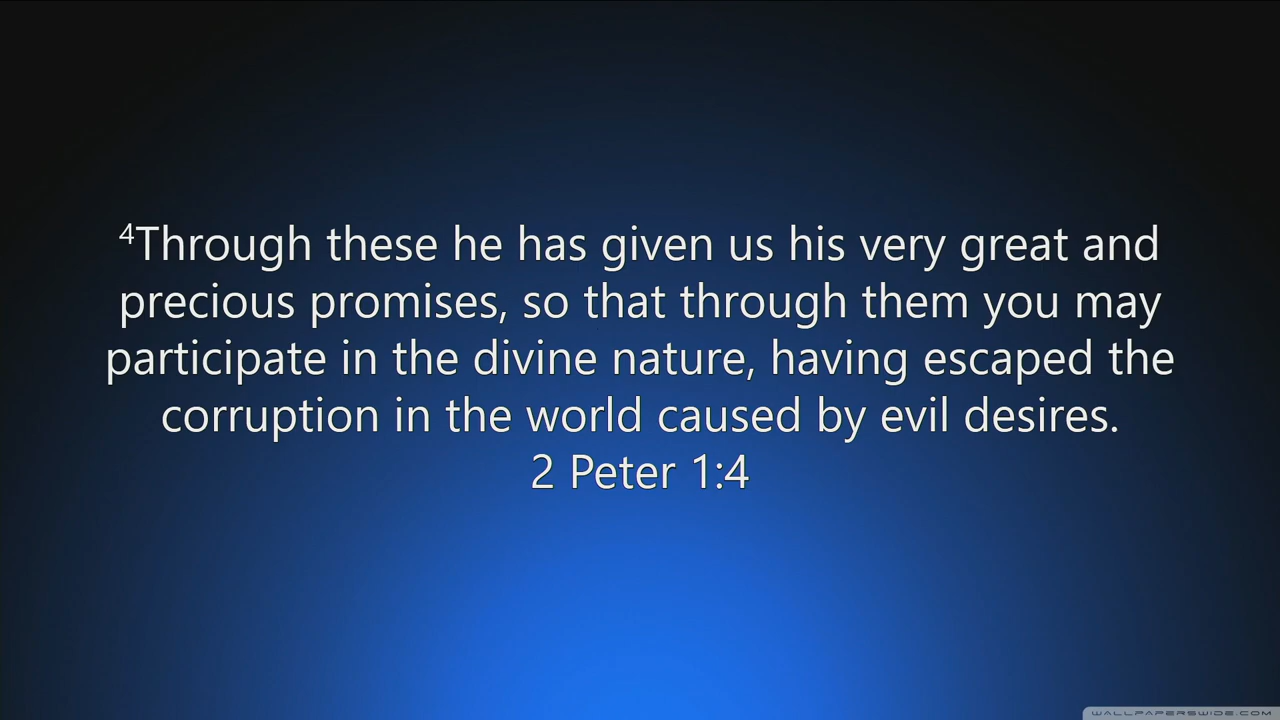 ⁴Through these he has given us his very great and
precious promises, so that through them you may
participate in the divine nature, having escaped the
corruption in the world caused by evil desires.
2 Peter 1:4
WALLPAPERSWIDE.COM